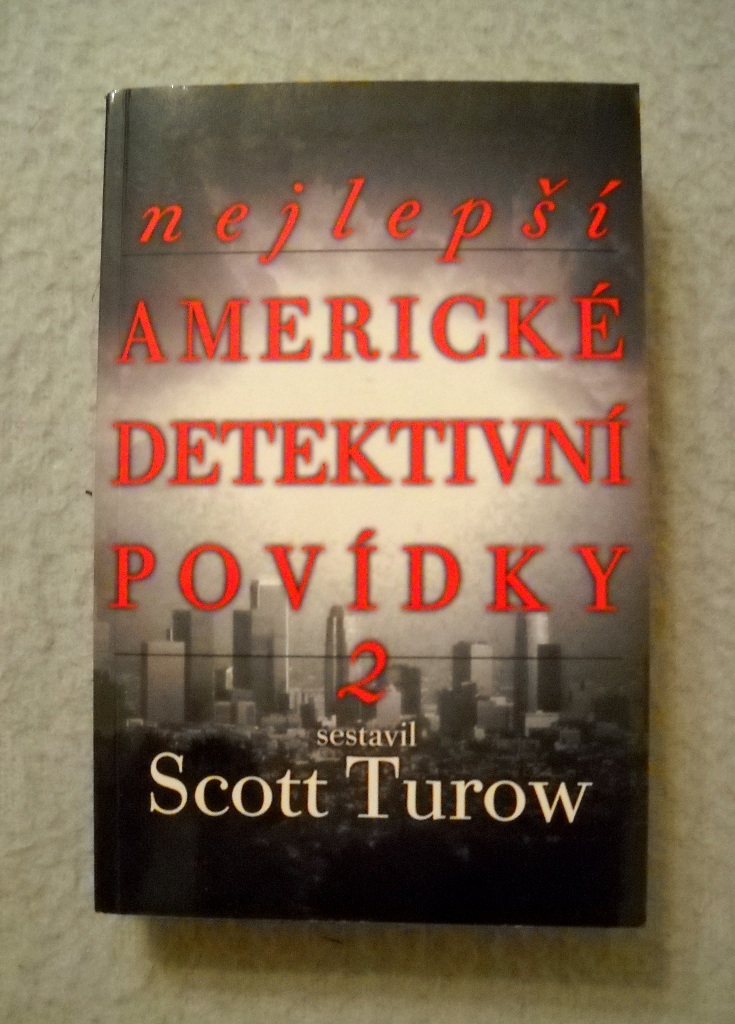 nejlepší
AMERICKÉ
DETEKTIVNÍ
POVÍDKY
2
sestavil
Scott Turow